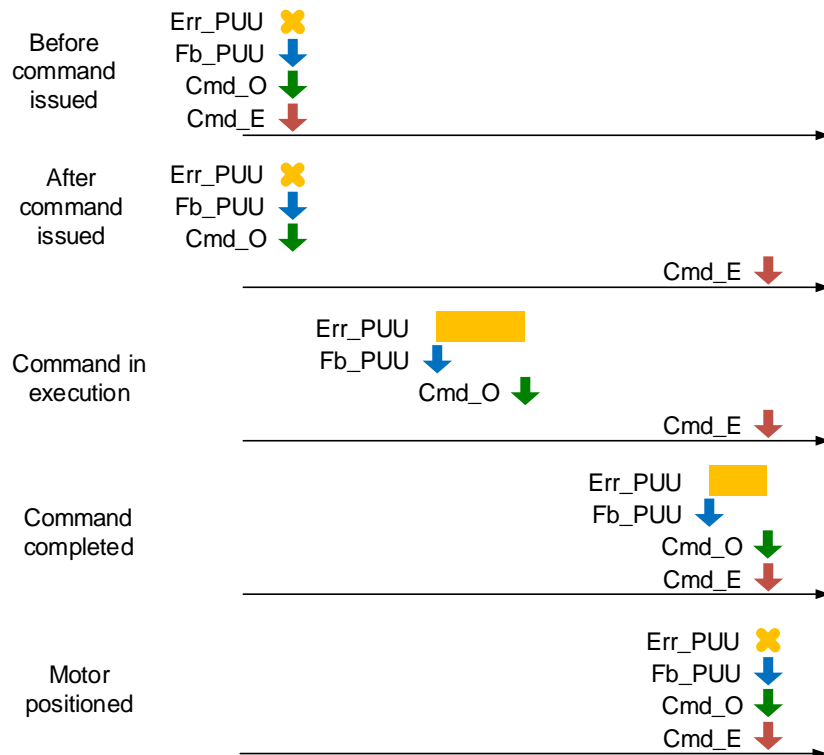 Before
command
issued
Err_PUU
Fb_PUU
Cmd_O
Cmd_E
After
command
issued
Err_PUU
Fb_PUU
Cmd_O
Cmd_E
Command in
execution
Err_PUU
Fb_PUU
Cmd_O
Cmd_E
Command
completed
Err_PUU
Fb_PUU
Cmd_O
Cmd_E
Motor
positioned
Err_PUU
Fb_PUU
Cmd_O
Cmd_E